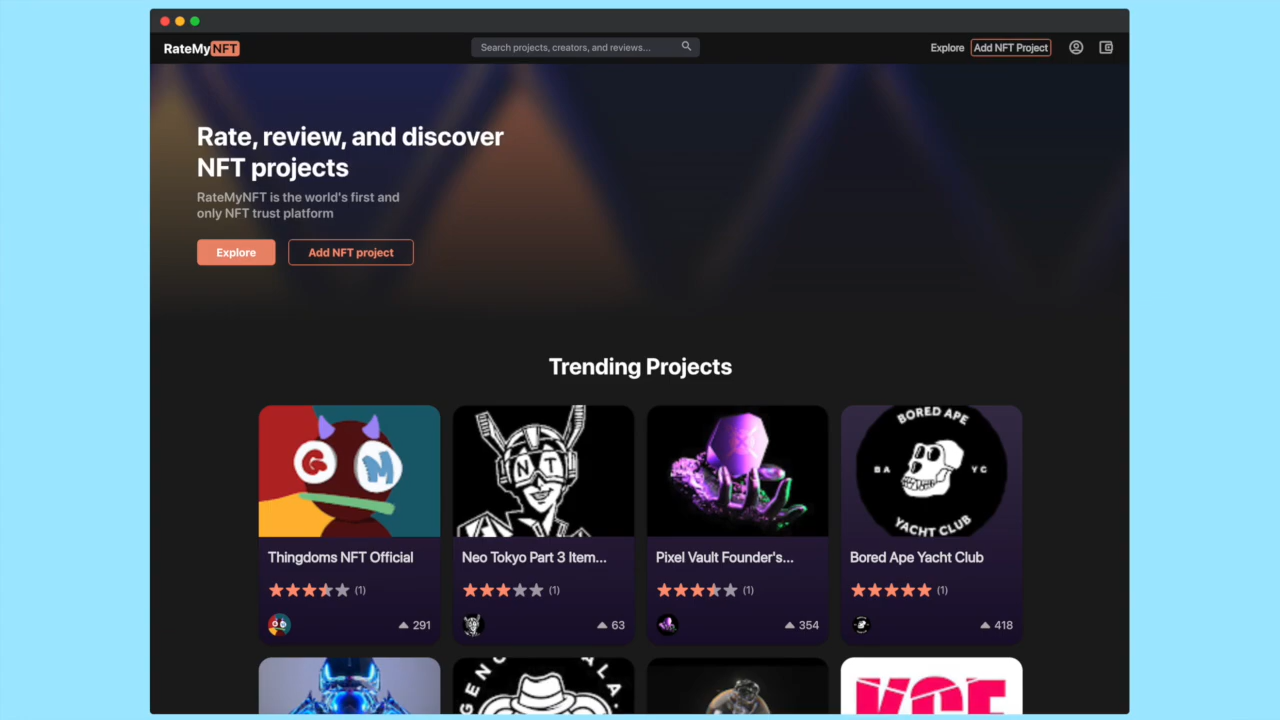 RateMyNFT
Search projects, creators, and reviews...
Explore
Add NFT Project
Rate, review, and discover
NFT projects
RateMyNFT is the world's first and
only NFT trust platform
Explore
Add NFT project
Trending Projects
G M
N T
BORED APE
B A Y C
YACHT CLUB
Thingdoms NFT Official
Neo Tokyo Part 3 Item...
Pixel Vault Founder's...
Bored Ape Yacht Club
(1)
(1)
(1)
(1)
291
63
354
418